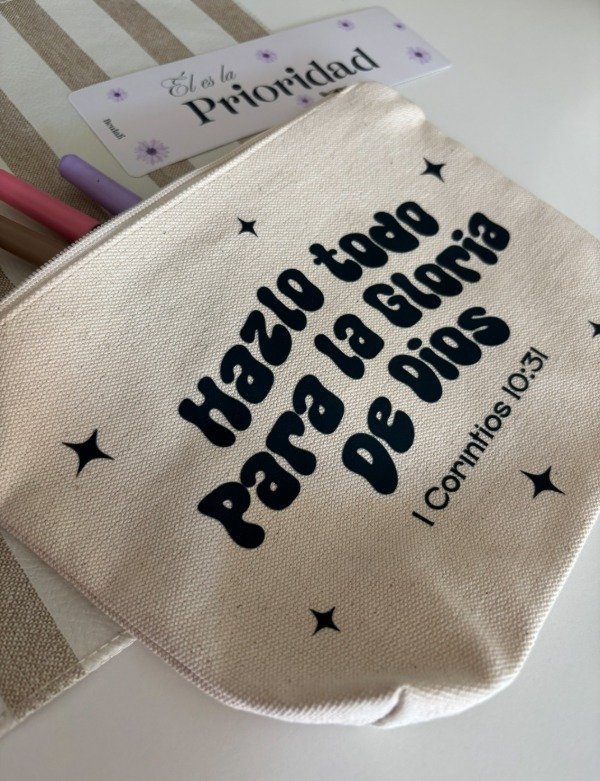 Él es la
Prioridad
Hazlo todo
Para la Gloria
De Dios
1 Corintios 10:31